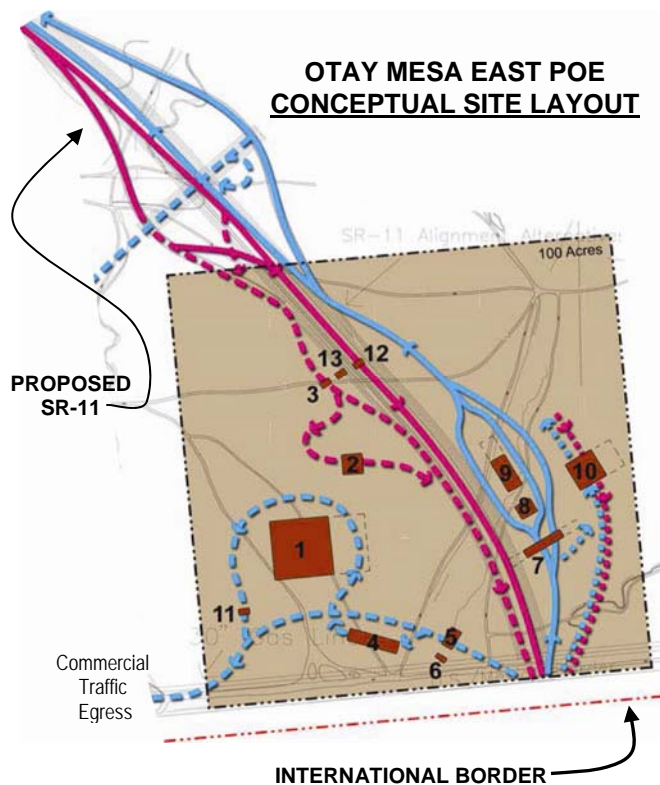 OTAY MESA EAST POE
CONCEPTUAL SITE LAYOUT
SR-11 Alignment
100 Acres
PROPOSED
SR-11
13
12
3
2
9
10
8
1
7
11
4
5
6
30"
Commercial
Traffic
Egress
INTERNATIONAL BORDER